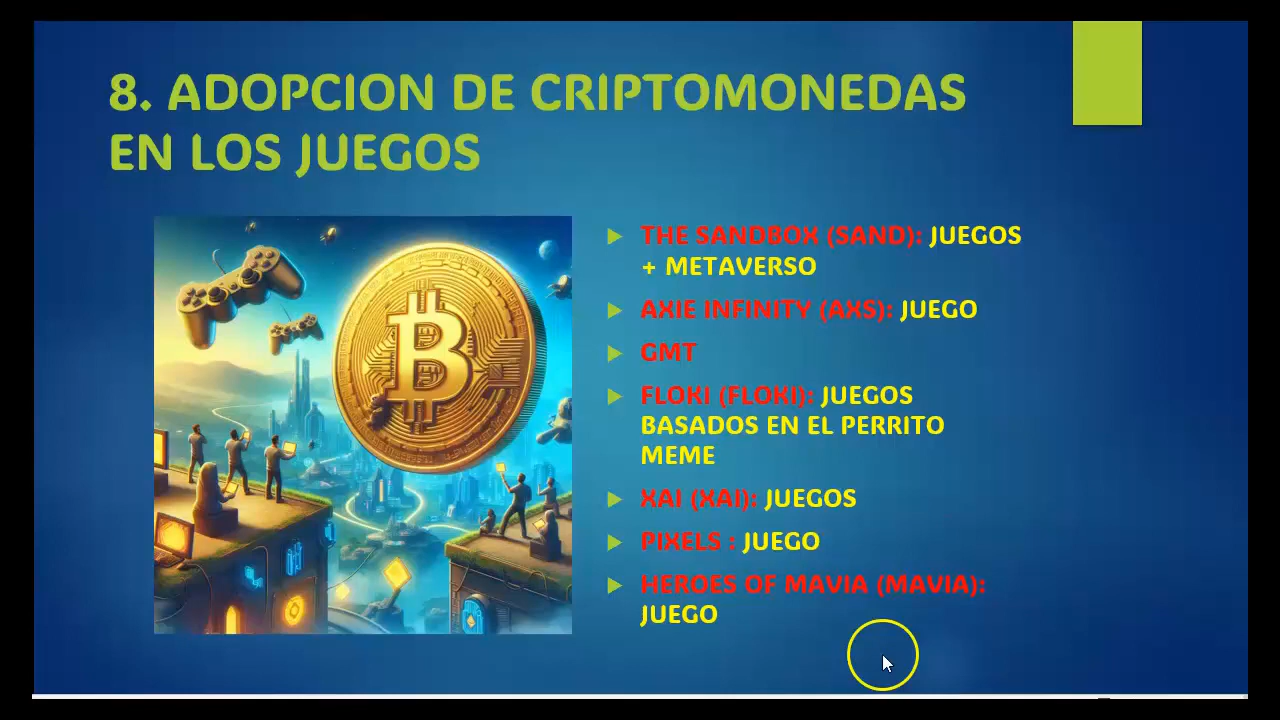 8. ADOPCION DE CRIPTOMONEDAS
EN LOS JUEGOS
THE SANDBOX (SAND): JUEGOS
+ METAVERSO
AXIE INFINITY (AXS): JUEGO
GMT
FLOKI (FLOKI): JUEGOS
BASADOS EN EL PERRITO
MEME
XAI (XAI): JUEGOS
PIXELS : JUEGO
HEROES OF MAVIA (MAVIA):
JUEGO